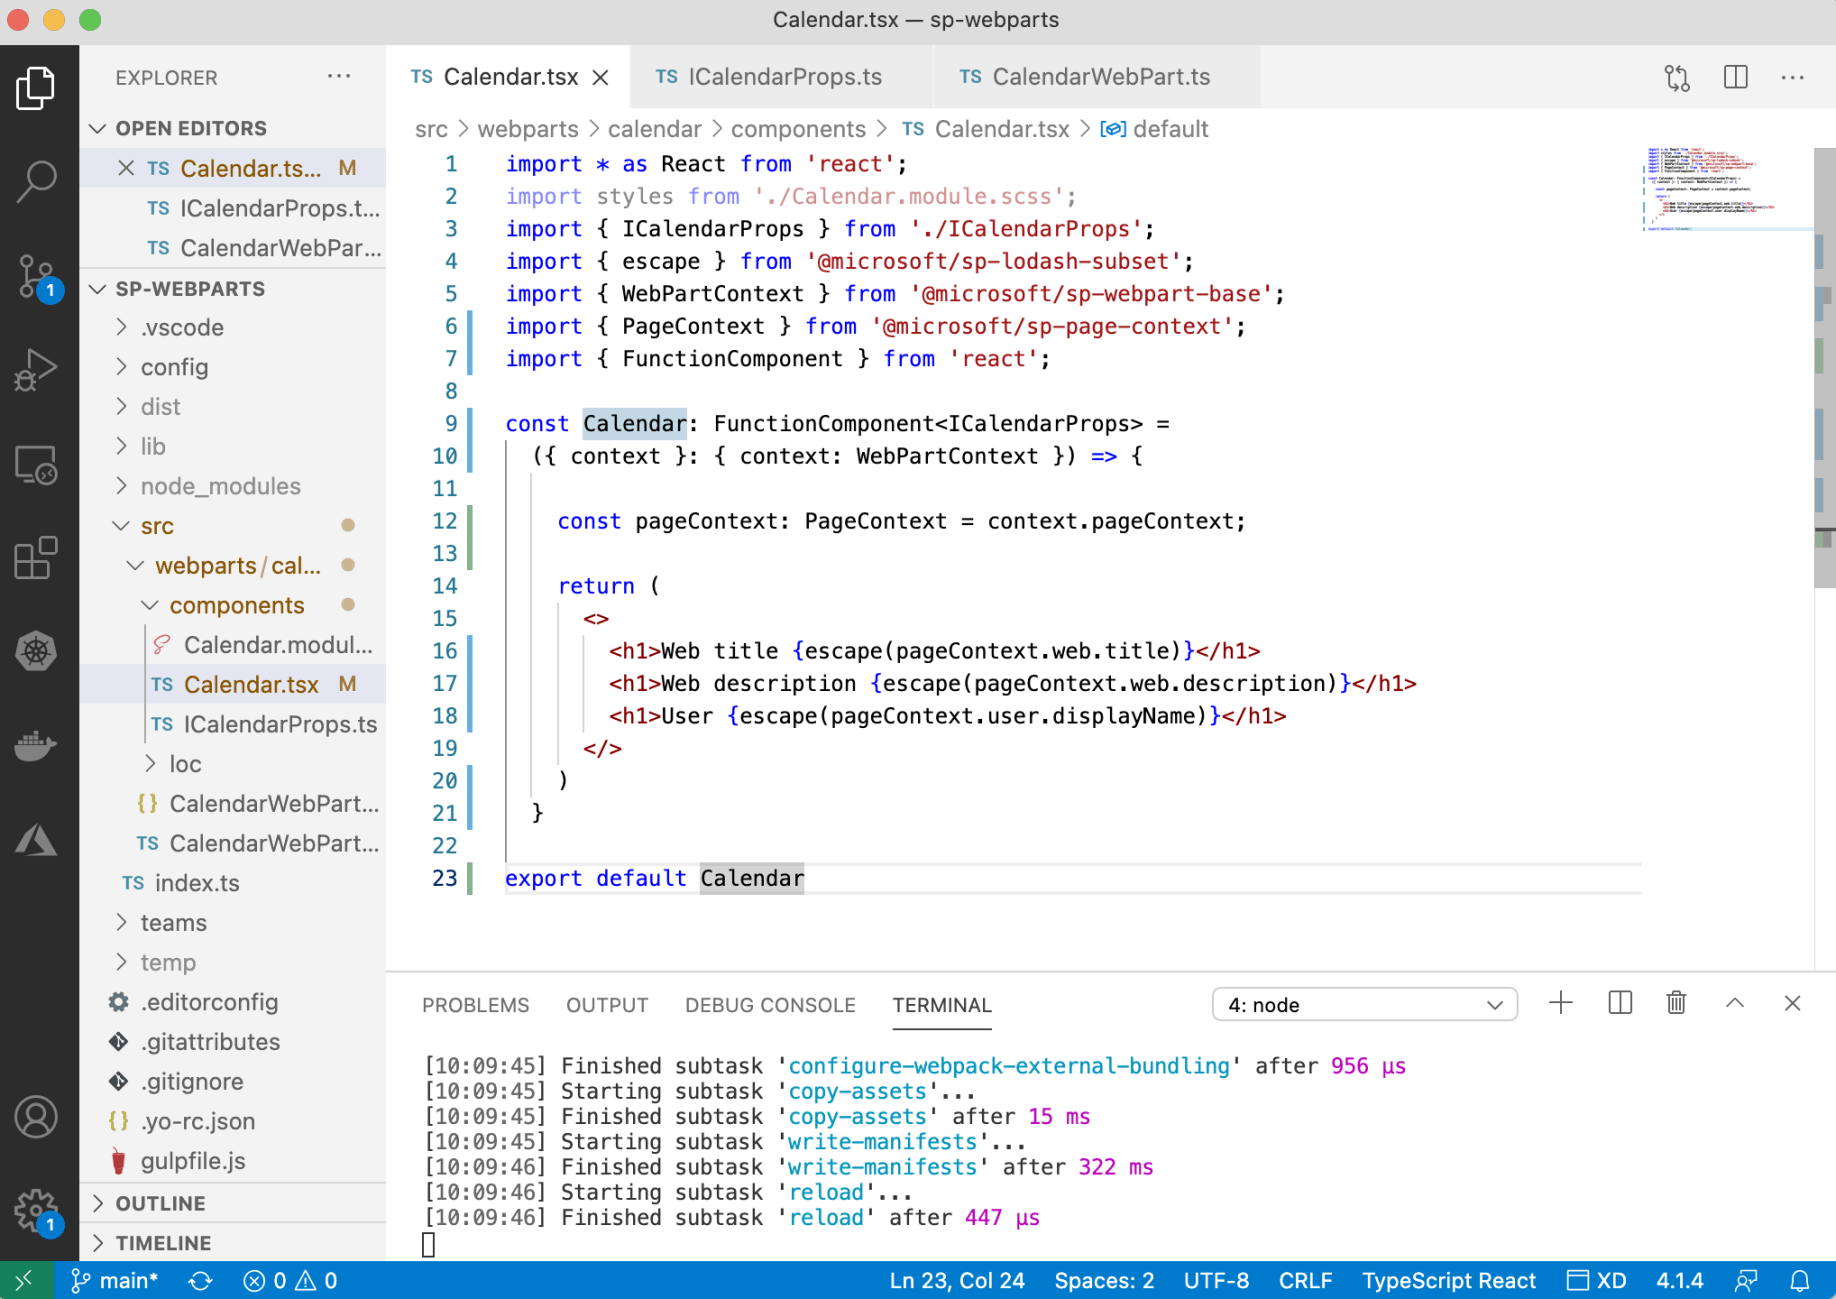 Calendar.tsx — sp-webparts
EXPLORER ···
TS Calendar.tsx
TS ICalendarProps.ts
TS CalendarWebPart.ts
OPEN EDITORS
TS Calendar.ts... M
TS ICalendarProps.t...
TS CalendarWebPar...
SP-WEBPARTS
.vscode
config
dist
lib
node_modules
src
webparts/cal...
components
Calendar.modul...
TS Calendar.tsx M
TS ICalendarProps.ts
loc
{} CalendarWebPart...
TS CalendarWebPart...
TS index.ts
teams
temp
.editorconfig
.gitattributes
.gitignore
{} .yo-rc.json
gulpfile.js
OUTLINE
TIMELINE
1
1
src > webparts > calendar > components > TS Calendar.tsx > default
1 import * as React from 'react';
2 import styles from './Calendar.module.scss';
3 import { ICalendarProps } from './ICalendarProps';
4 import { escape } from '@microsoft/sp-lodash-subset';
5 import { WebPartContext } from '@microsoft/sp-webpart-base';
6 import { PageContext } from '@microsoft/sp-page-context';
7 import { FunctionComponent } from 'react';
8
9 const Calendar: FunctionComponent<ICalendarProps> =
10 ({ context }: { context: WebPartContext }) => {
11
12 const pageContext: PageContext = context.pageContext;
13
14 return (
15 <>
16 <h1>Web title {escape(pageContext.web.title)}</h1>
17 <h1>Web description {escape(pageContext.web.description)}</h1>
18 <h1>User {escape(pageContext.user.displayName)}</h1>
19 </>
20 )
21 }
22
23 export default Calendar
PROBLEMS OUTPUT DEBUG CONSOLE TERMINAL 4: node
[10:09:45] Finished subtask 'configure-webpack-external-bundling' after 956 μs
[10:09:45] Starting subtask 'copy-assets'...
[10:09:45] Finished subtask 'copy-assets' after 15 ms
[10:09:45] Starting subtask 'write-manifests'...
[10:09:46] Finished subtask 'write-manifests' after 322 ms
[10:09:46] Starting subtask 'reload'...
[10:09:46] Finished subtask 'reload' after 447 μs
main* 0 0 Ln 23, Col 24 Spaces: 2 UTF-8 CRLF TypeScript React XD 4.1.4